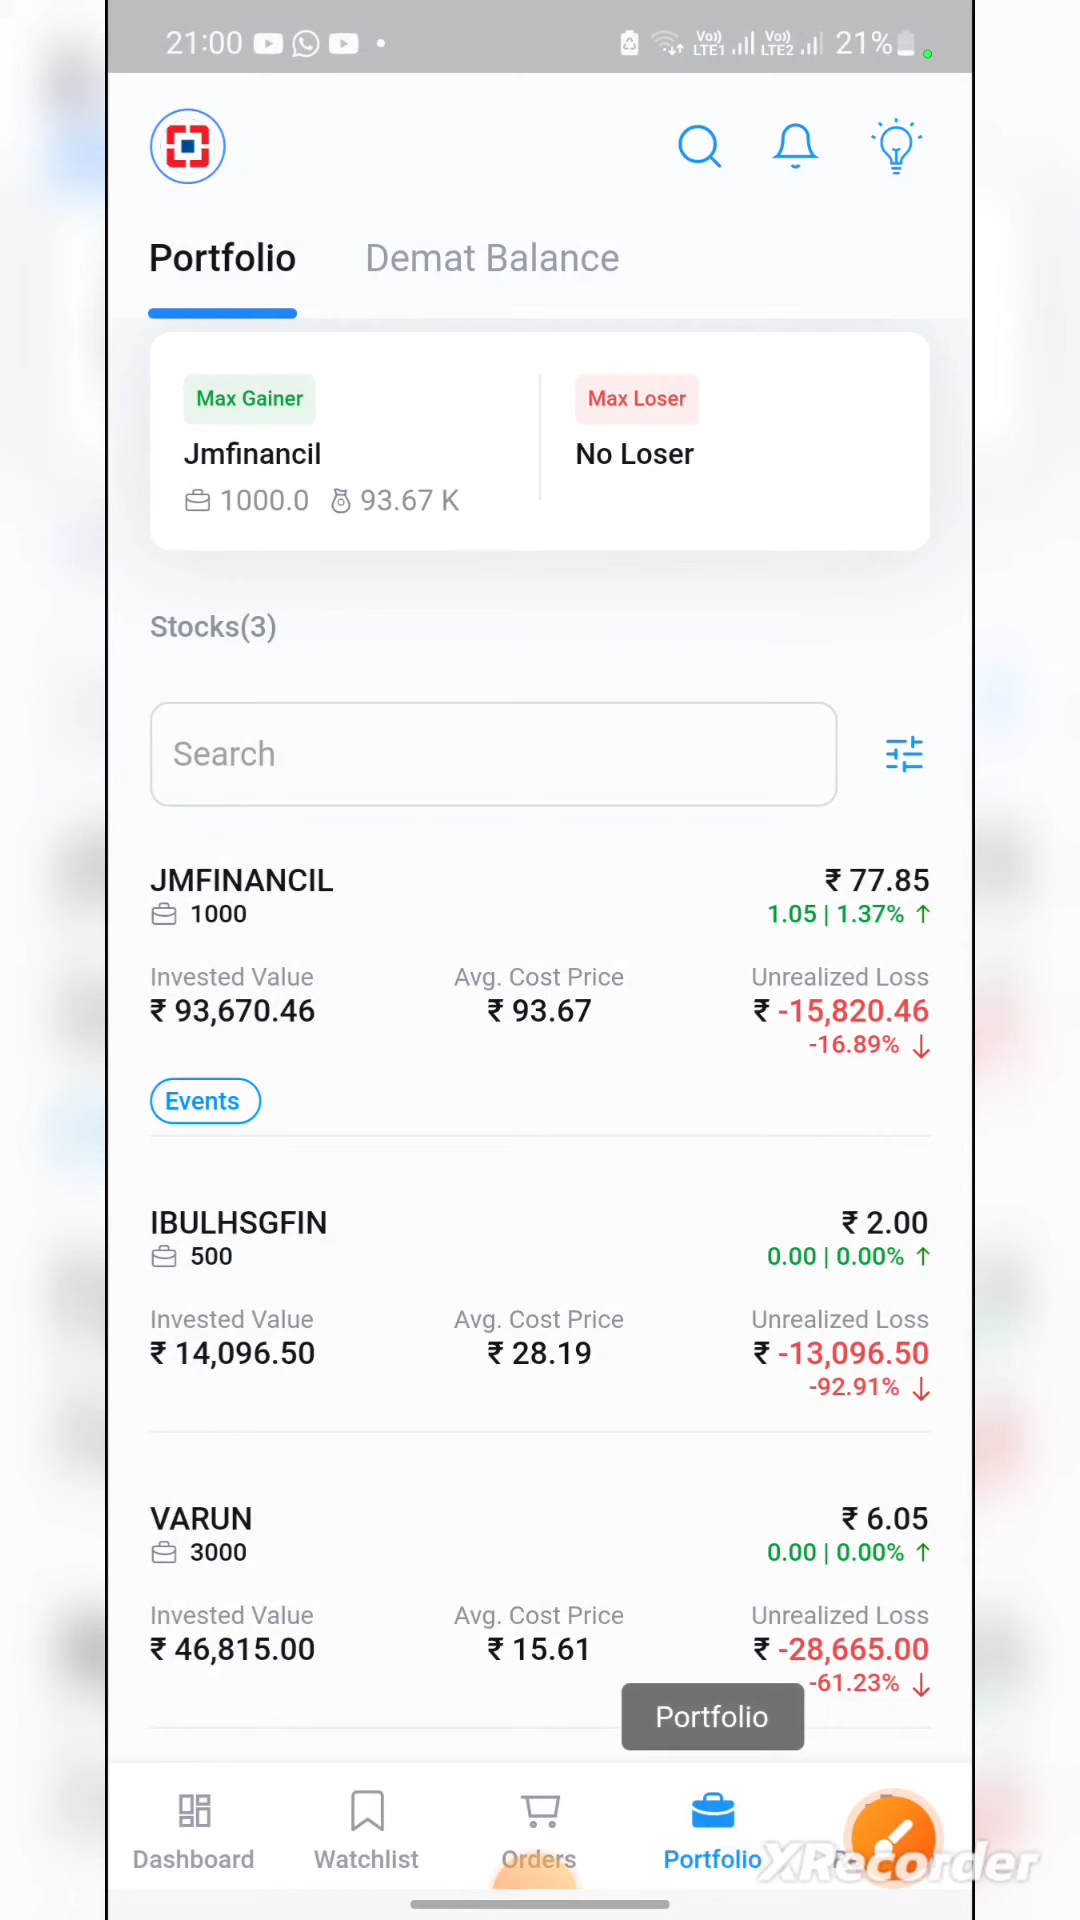 21:00 Vo)) LTE1 Vo)) LTE2 21%
Portfolio Demat Balance
Max Gainer Max Loser
Jmfinancil No Loser
1000.0 93.67 K
Stocks(3)
Search
JMFINANCIL ₹ 77.85
1000 1.05 | 1.37% ↑
Invested Value Avg. Cost Price Unrealized Loss
₹ 93,670.46 ₹ 93.67 ₹ -15,820.46
-16.89% ↓
Events
IBULHSGFIN ₹ 2.00
500 0.00 | 0.00% ↑
Invested Value Avg. Cost Price Unrealized Loss
₹ 14,096.50 ₹ 28.19 ₹ -13,096.50
-92.91% ↓
VARUN ₹ 6.05
3000 0.00 | 0.00% ↑
Invested Value Avg. Cost Price Unrealized Loss
₹ 46,815.00 ₹ 15.61 ₹ -28,665.00
-61.23% ↓
Portfolio
Dashboard Watchlist Orders Portfolio
XRecorder